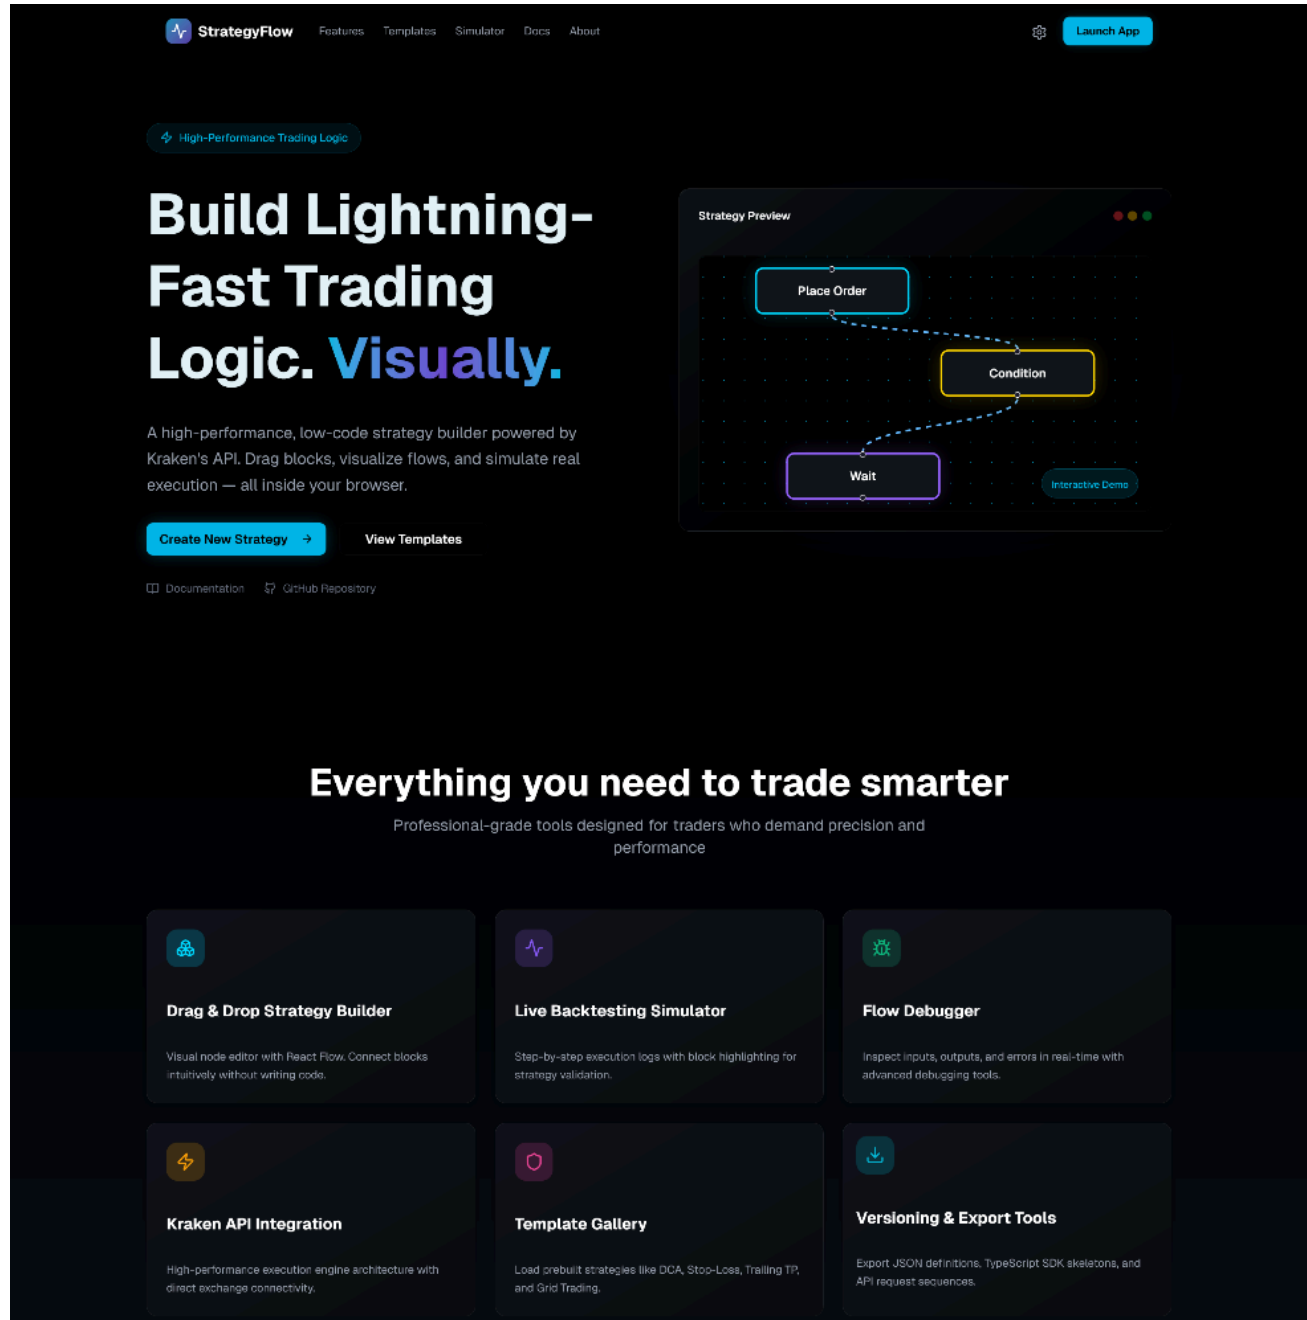 StrategyFlow
Features
Templates
Simulator
Docs
About
Launch App
High-Performance Trading Logic
Build Lightning-
Fast Trading
Logic. Visually.
A high-performance, low-code strategy builder powered by
Kraken's API. Drag blocks, visualize flows, and simulate real
execution — all inside your browser.
Create New Strategy →
View Templates
Documentation
GitHub Repository
Strategy Preview
Place Order
Condition
Wait
Interactive Demo
Everything you need to trade smarter
Professional-grade tools designed for traders who demand precision and
performance
Drag & Drop Strategy Builder
Visual node editor with React Flow. Connect blocks
intuitively without writing code.
Live Backtesting Simulator
Step-by-step execution logs with block highlighting for
strategy validation.
Flow Debugger
Inspect inputs, outputs, and errors in real-time with
advanced debugging tools.
Kraken API Integration
High-performance execution engine architecture with
direct exchange connectivity.
Template Gallery
Load prebuilt strategies like DCA, Stop-Loss, Trailing TP,
and Grid Trading.
Versioning & Export Tools
Export JSON definitions, TypeScript SDK skeletons, and
API request sequences.